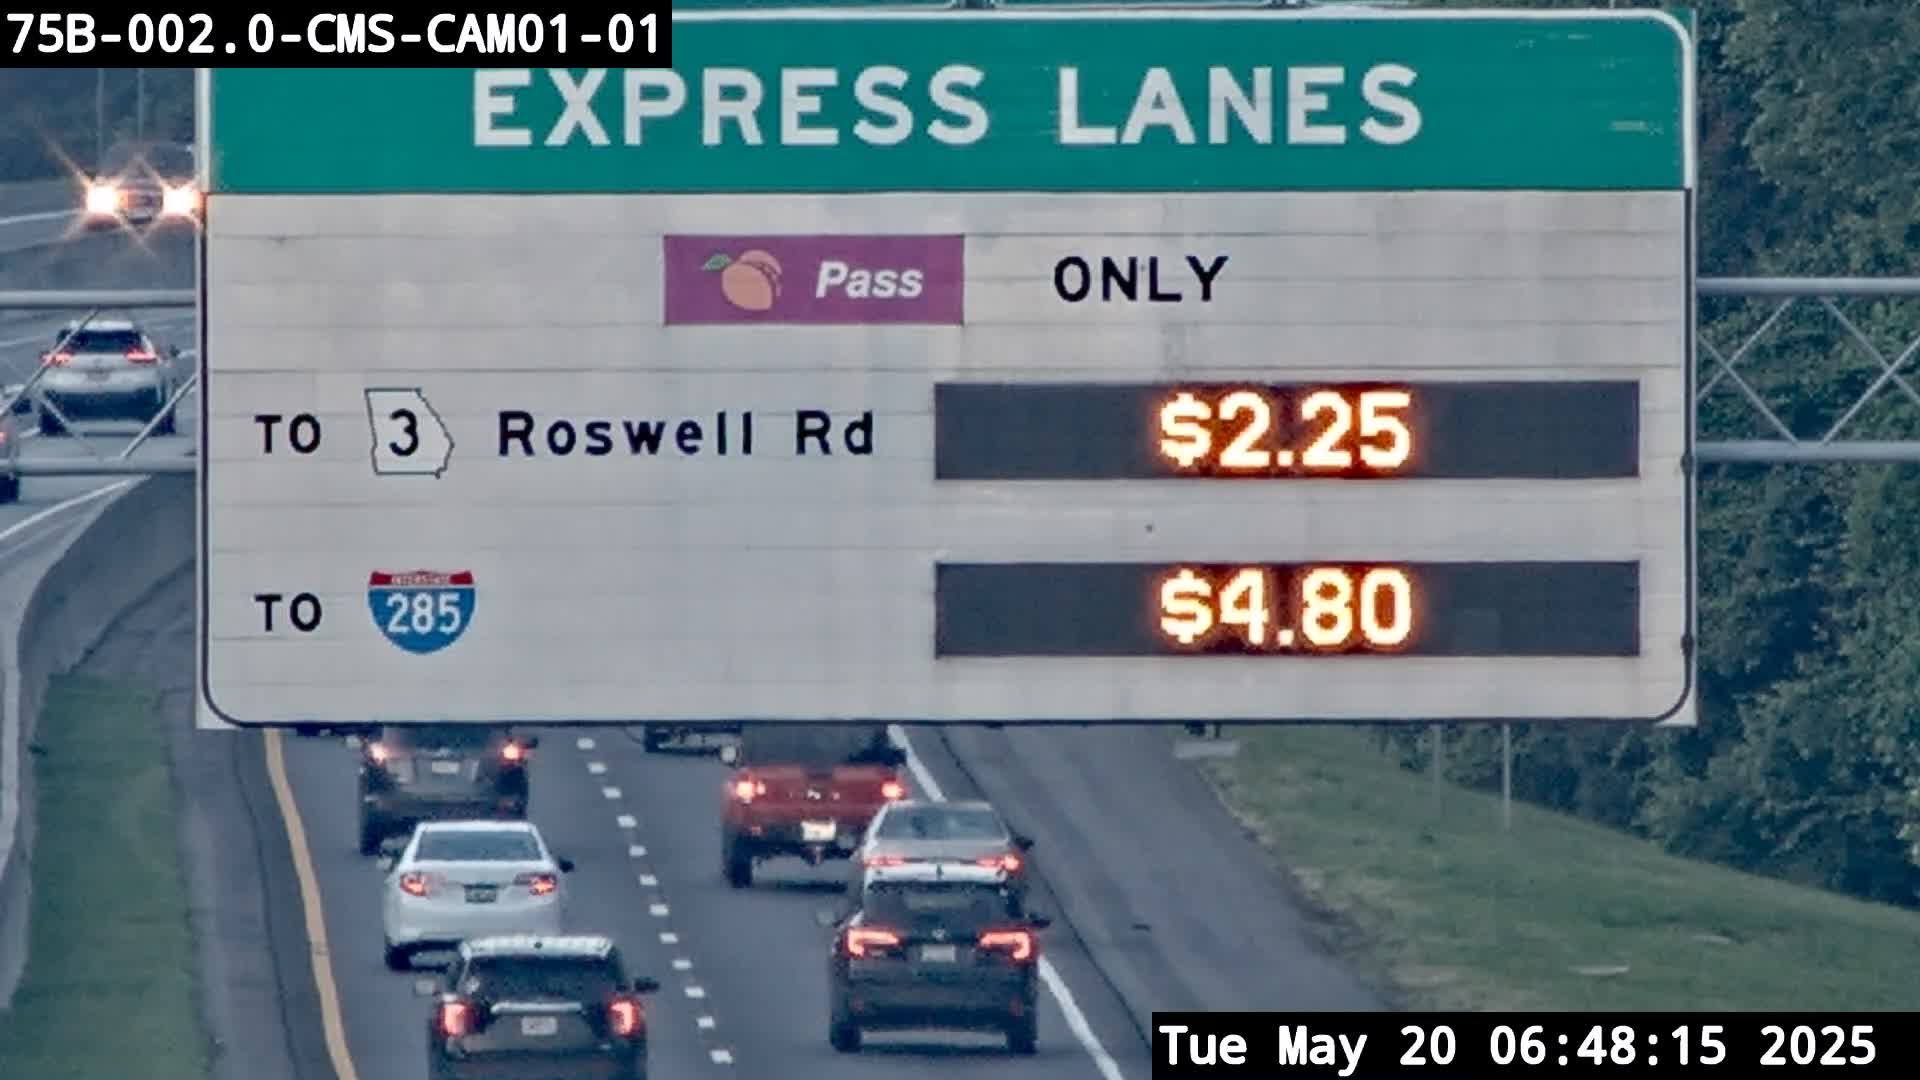 75B-002.0-CMS-CAM01-01
EXPRESS LANES
Pass ONLY
TO 3 Roswell Rd $2.25
TO 285 $4.80
Tue May 20 06:48:15 2025